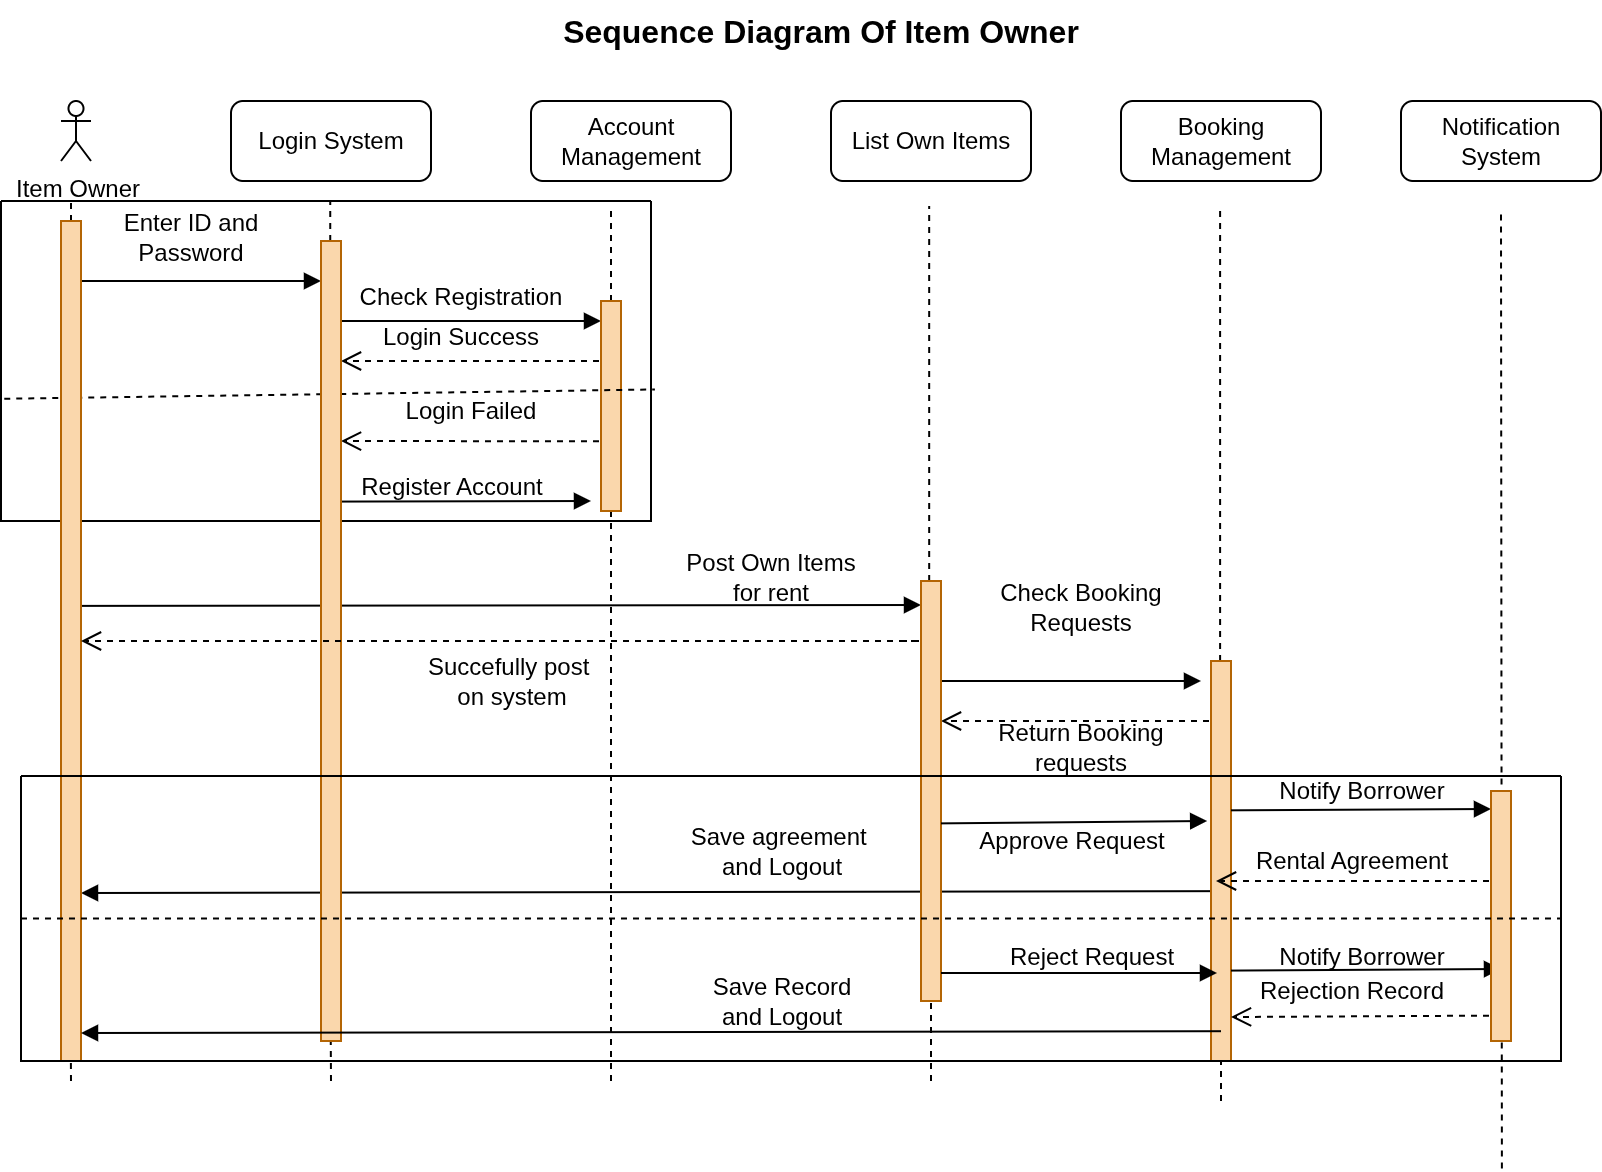 Sequence Diagram Of Item Owner
Login System
Account
Management
List Own Items
Booking
Management
Notification
System
Item Owner
Enter ID and
Password
Check Registration
Login Success
Login Failed
Register Account
Post Own Items
for rent
Check Booking
Requests
Succefully post
on system
Return Booking
requests
Notify Borrower
Save agreement
and Logout
Approve Request
Rental Agreement
Reject Request
Notify Borrower
Save Record
and Logout
Rejection Record